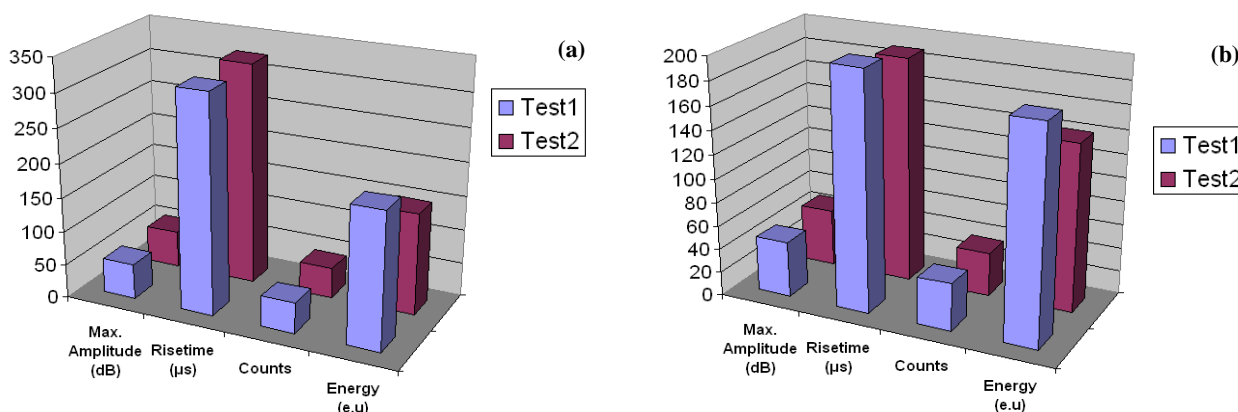 (a)
350
300
250
200
150
100
50
0
Max.
Amplitude
(dB)
Risetime
(µs)
Counts
Energy
(e.u)
Test1
Test2
(b)
200
180
160
140
120
100
80
60
40
20
0
Max.
Amplitude
(dB)
Risetime
(µs)
Counts
Energy
(e.u)
Test1
Test2